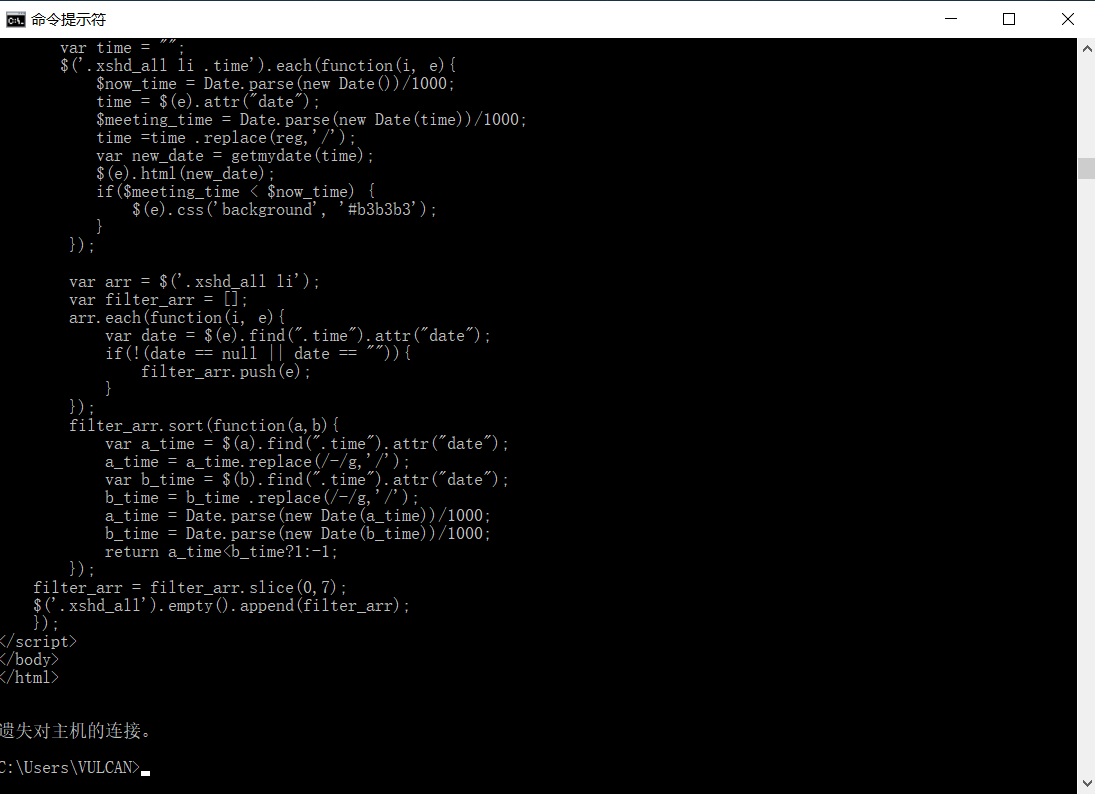 命令提示符
var time = "";
$('.xshd_all li .time').each(function(i, e){
$now_time = Date.parse(new Date())/1000;
time = $(e).attr("date");
$meeting_time = Date.parse(new Date(time))/1000;
time =time .replace(reg,'/');
var new_date = getmydate(time);
$(e).html(new_date);
if($meeting_time < $now_time) {
$(e).css('background', '#b3b3b3');
}
});
var arr = $('.xshd_all li');
var filter_arr = [];
arr.each(function(i, e){
var date = $(e).find(".time").attr("date");
if(!(date == null || date == "")){
filter_arr.push(e);
}
});
filter_arr.sort(function(a,b){
var a_time = $(a).find(".time").attr("date");
a_time = a_time.replace(/-/g,'/');
var b_time = $(b).find(".time").attr("date");
b_time = b_time .replace(/-/g,'/');
a_time = Date.parse(new Date(a_time))/1000;
b_time = Date.parse(new Date(b_time))/1000;
return a_time<b_time?1:-1;
});
filter_arr = filter_arr.slice(0,7);
$('.xshd_all').empty().append(filter_arr);
});
</script>
</body>
</html>
遗失对主机的连接。
C:\Users\VULCAN>